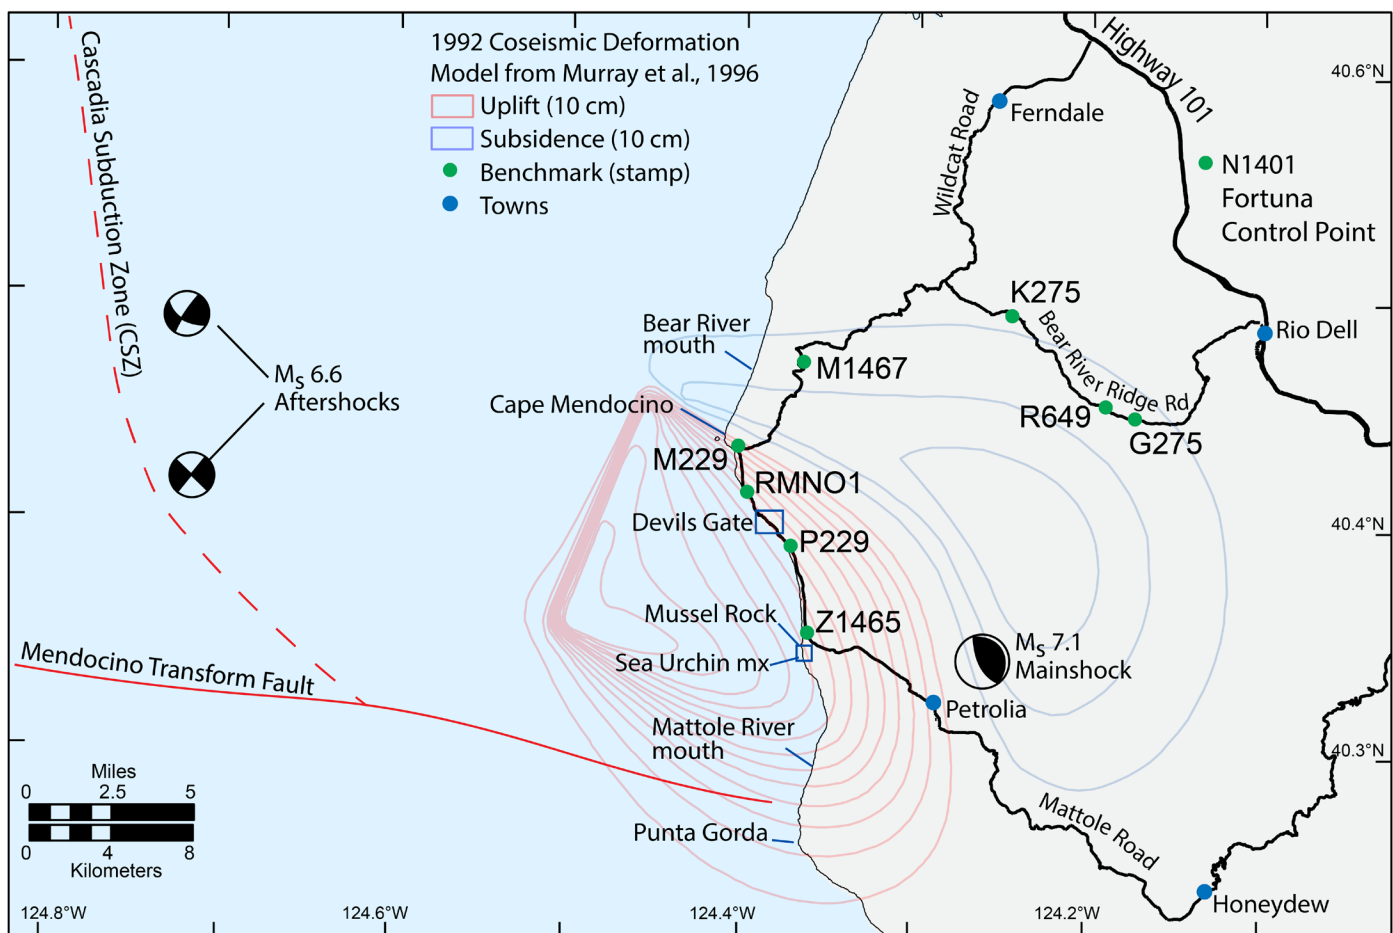 1992 Coseismic Deformation
Model from Murray et al., 1996
Uplift (10 cm)
Subsidence (10 cm)
Benchmark (stamp)
Towns
Cascadia Subduction Zone (CSZ)
Highway 101
40.6°N
Ferndale
Wildcat Road
N1401
Fortuna
Control Point
K275
Bear River
mouth
Bear River Ridge Rd
Rio Dell
M1467
Ms 6.6
Aftershocks
Cape Mendocino
R649
G275
M229
RMNO1
Devils Gate
P229
40.4°N
Mussel Rock
Z1465
Sea Urchin mx
Ms 7.1
Mainshock
Mendocino Transform Fault
Petrolia
Mattole River
mouth
40.3°N
Miles
0 2.5 5
0 4 8
Kilometers
Punta Gorda
Mattole Road
Honeydew
124.8°W
124.6°W
124.4°W
124.2°W